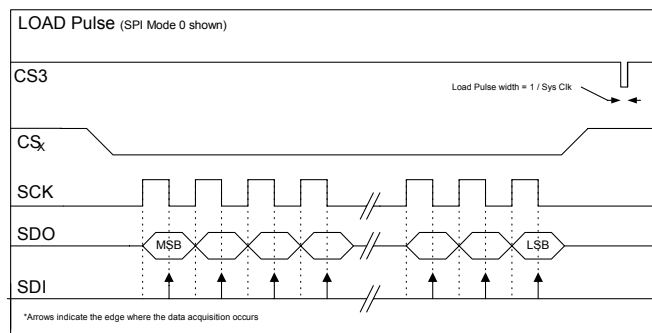 LOAD Pulse (SPI Mode 0 shown)
CS3
Load Pulse width = 1 / Sys Clk
CSX
SCK
SDO
MSB
LSB
SDI
*Arrows indicate the edge where the data acquisition occurs